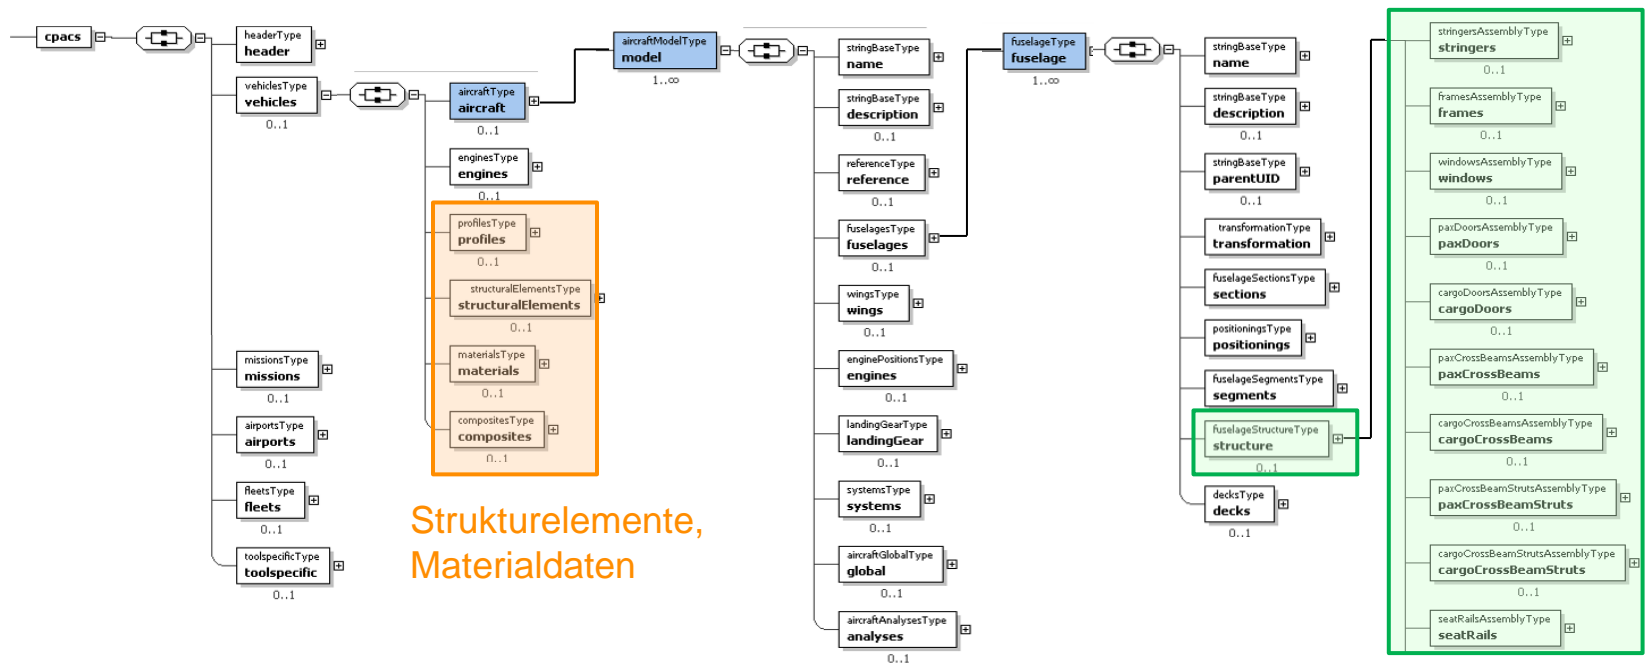 cpacs
headerType
header
vehiclesType
vehicles
0..1
missionsType
missions
0..1
airportsType
airports
0..1
fleetsType
fleets
0..1
toolspecificType
toolspecific
0..1
aircraftType
aircraft
0..1
enginesType
engines
0..1
profilesType
profiles
0..1
structuralElementsType
structuralElements
0..1
materialsType
materials
0..1
compositesType
composites
0..1
Strukturelemente,
Materialdaten
aircraftModelType
model
1..∞
stringBaseType
name
stringBaseType
description
0..1
referenceType
reference
0..1
fuselagesType
fuselages
0..1
wingsType
wings
0..1
enginePositionsType
engines
0..1
landingGearType
landingGear
0..1
systemsType
systems
0..1
aircraftGlobalType
global
0..1
aircraftAnalysesType
analyses
0..1
fuselageType
fuselage
1..∞
stringBaseType
name
stringBaseType
description
0..1
stringBaseType
parentUID
0..1
transformationType
transformation
fuselageSectionsType
sections
positioningsType
positionings
0..1
fuselageSegmentsType
segments
fuselageStructureType
structure
0..1
decksType
decks
0..1
stringersAssemblyType
stringers
0..1
framesAssemblyType
frames
0..1
windowsAssemblyType
windows
0..1
paxDoorsAssemblyType
paxDoors
0..1
cargoDoorsAssemblyType
cargoDoors
0..1
paxCrossBeamsAssemblyType
paxCrossBeams
0..1
cargoCrossBeamsAssemblyType
cargoCrossBeams
0..1
paxCrossBeamStrutsAssemblyType
paxCrossBeamStruts
0..1
cargoCrossBeamStrutsAssemblyType
cargoCrossBeamStruts
0..1
seatRailsAssemblyType
seatRails